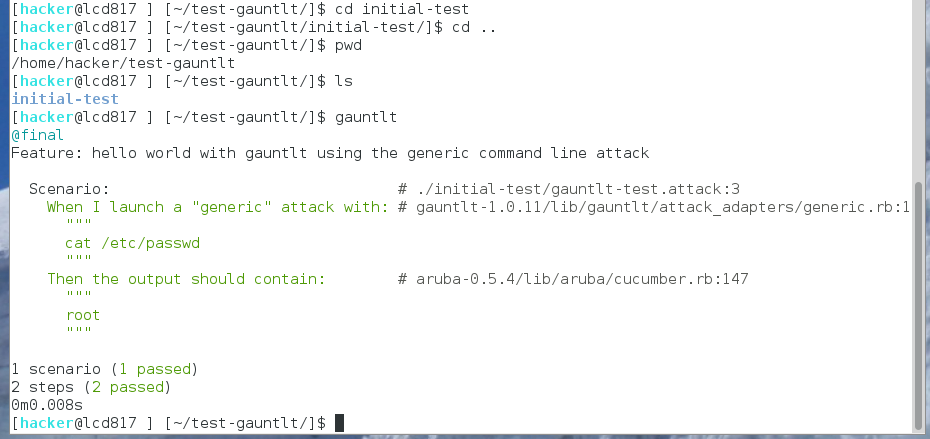 [hacker@lcd817 ] [~/test-gauntlt/]$ cd initial-test
[hacker@lcd817 ] [~/test-gauntlt/initial-test/]$ cd ..
[hacker@lcd817 ] [~/test-gauntlt/]$ pwd
/home/hacker/test-gauntlt
[hacker@lcd817 ] [~/test-gauntlt/]$ ls
initial-test
[hacker@lcd817 ] [~/test-gauntlt/]$ gauntlt
@final
Feature: hello world with gauntlt using the generic command line attack

  Scenario:                                # ./initial-test/gauntlt-test.attack:3
    When I launch a "generic" attack with: # gauntlt-1.0.11/lib/gauntlt/attack_adapters/generic.rb:1
      """
      cat /etc/passwd
      """
    Then the output should contain:        # aruba-0.5.4/lib/aruba/cucumber.rb:147
      """
      root
      """

1 scenario (1 passed)
2 steps (2 passed)
0m0.008s
[hacker@lcd817 ] [~/test-gauntlt/]$